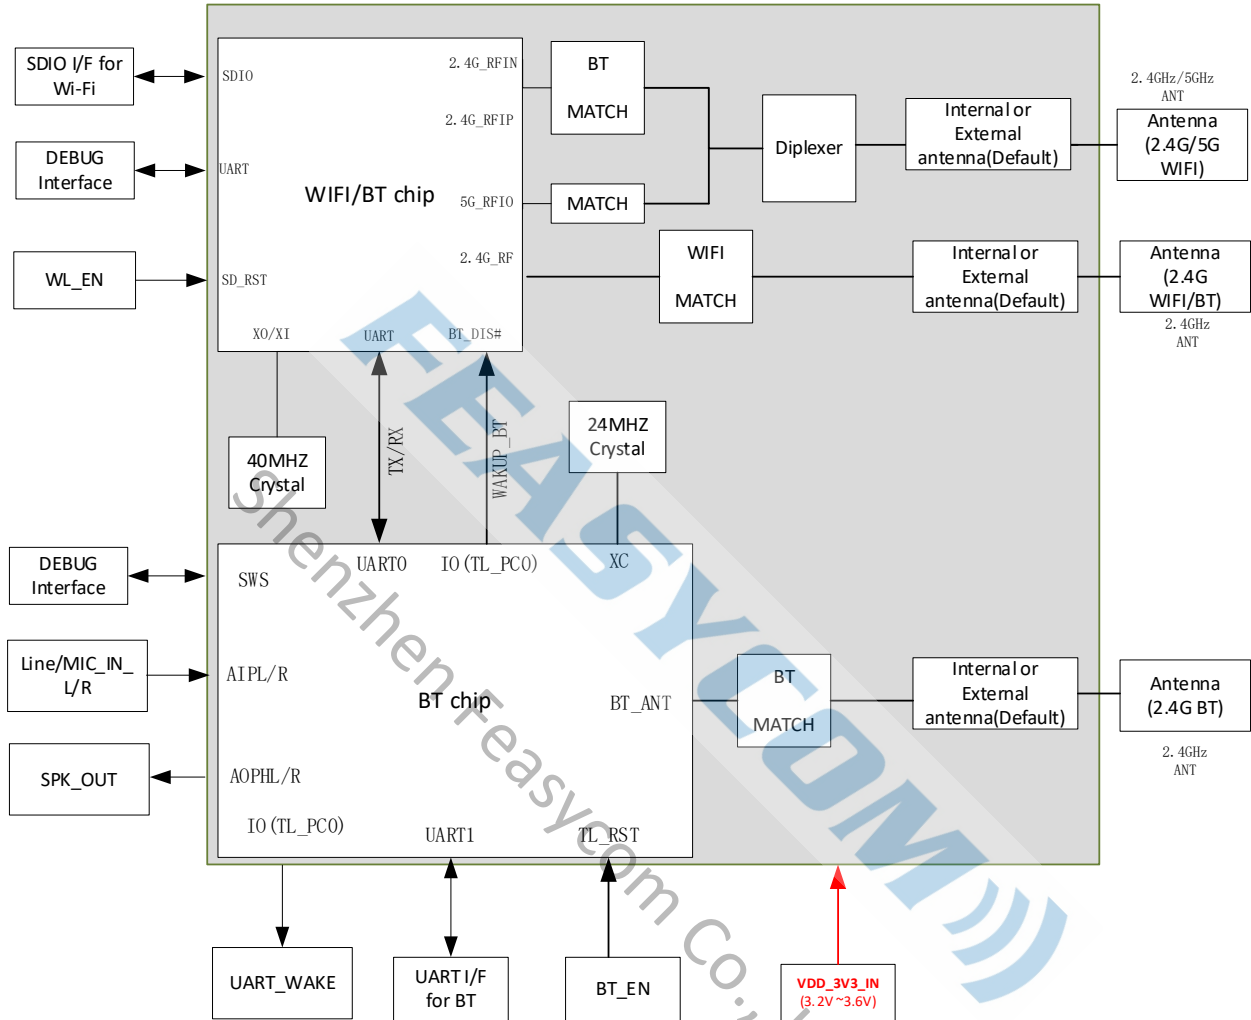 SDIO I/F for
Wi-Fi
SDIO
2.4G_RFIN
BT
MATCH
2.4GHz/5GHz
ANT
Internal or
External
antenna(Default)
Antenna
(2.4G/5G
WIFI)
2.4G_RFIP
Diplexer
DEBUG
Interface
UART
WIFI/BT chip
5G_RFIO
MATCH
WL_EN
SD_RST
2.4G_RF
WIFI
MATCH
Internal or
External
antenna(Default)
Antenna
(2.4G
WIFI/BT)
2.4GHz
ANT
XO/XI
UART
BT_DIS#
40MHZ
Crystal
TX/RX
WAKUP_BT
24MHZ
Crystal
DEBUG
Interface
SWS
UART0
IO(TL_PC0)
XC
Line/MIC_IN_
L/R
AIPL/R
BT chip
BT_ANT
BT
MATCH
Internal or
External
antenna(Default)
Antenna
(2.4G BT)
2.4GHz
ANT
SPK_OUT
AOPHL/R
IO(TL_PC0)
UART1
TL_RST
UART_WAKE
UART I/F
for BT
BT_EN
VDD_3V3_IN
(3.2V~3.6V)
FEASYCOM
Shenzhen Feasycom Co.,